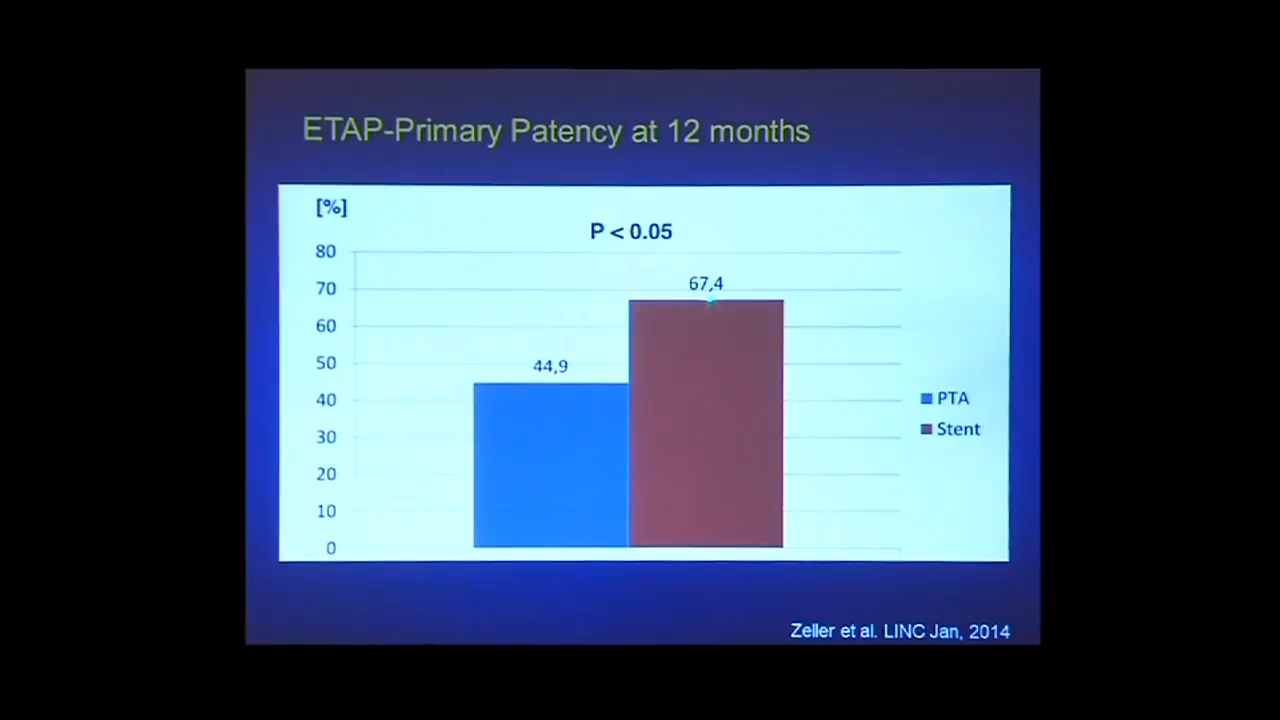 ETAP-Primary Patency at 12 months
[%]
P < 0.05
80
70
60
50
40
30
20
10
0
67,4
44,9
PTA
Stent
Zeller et al. LINC Jan, 2014